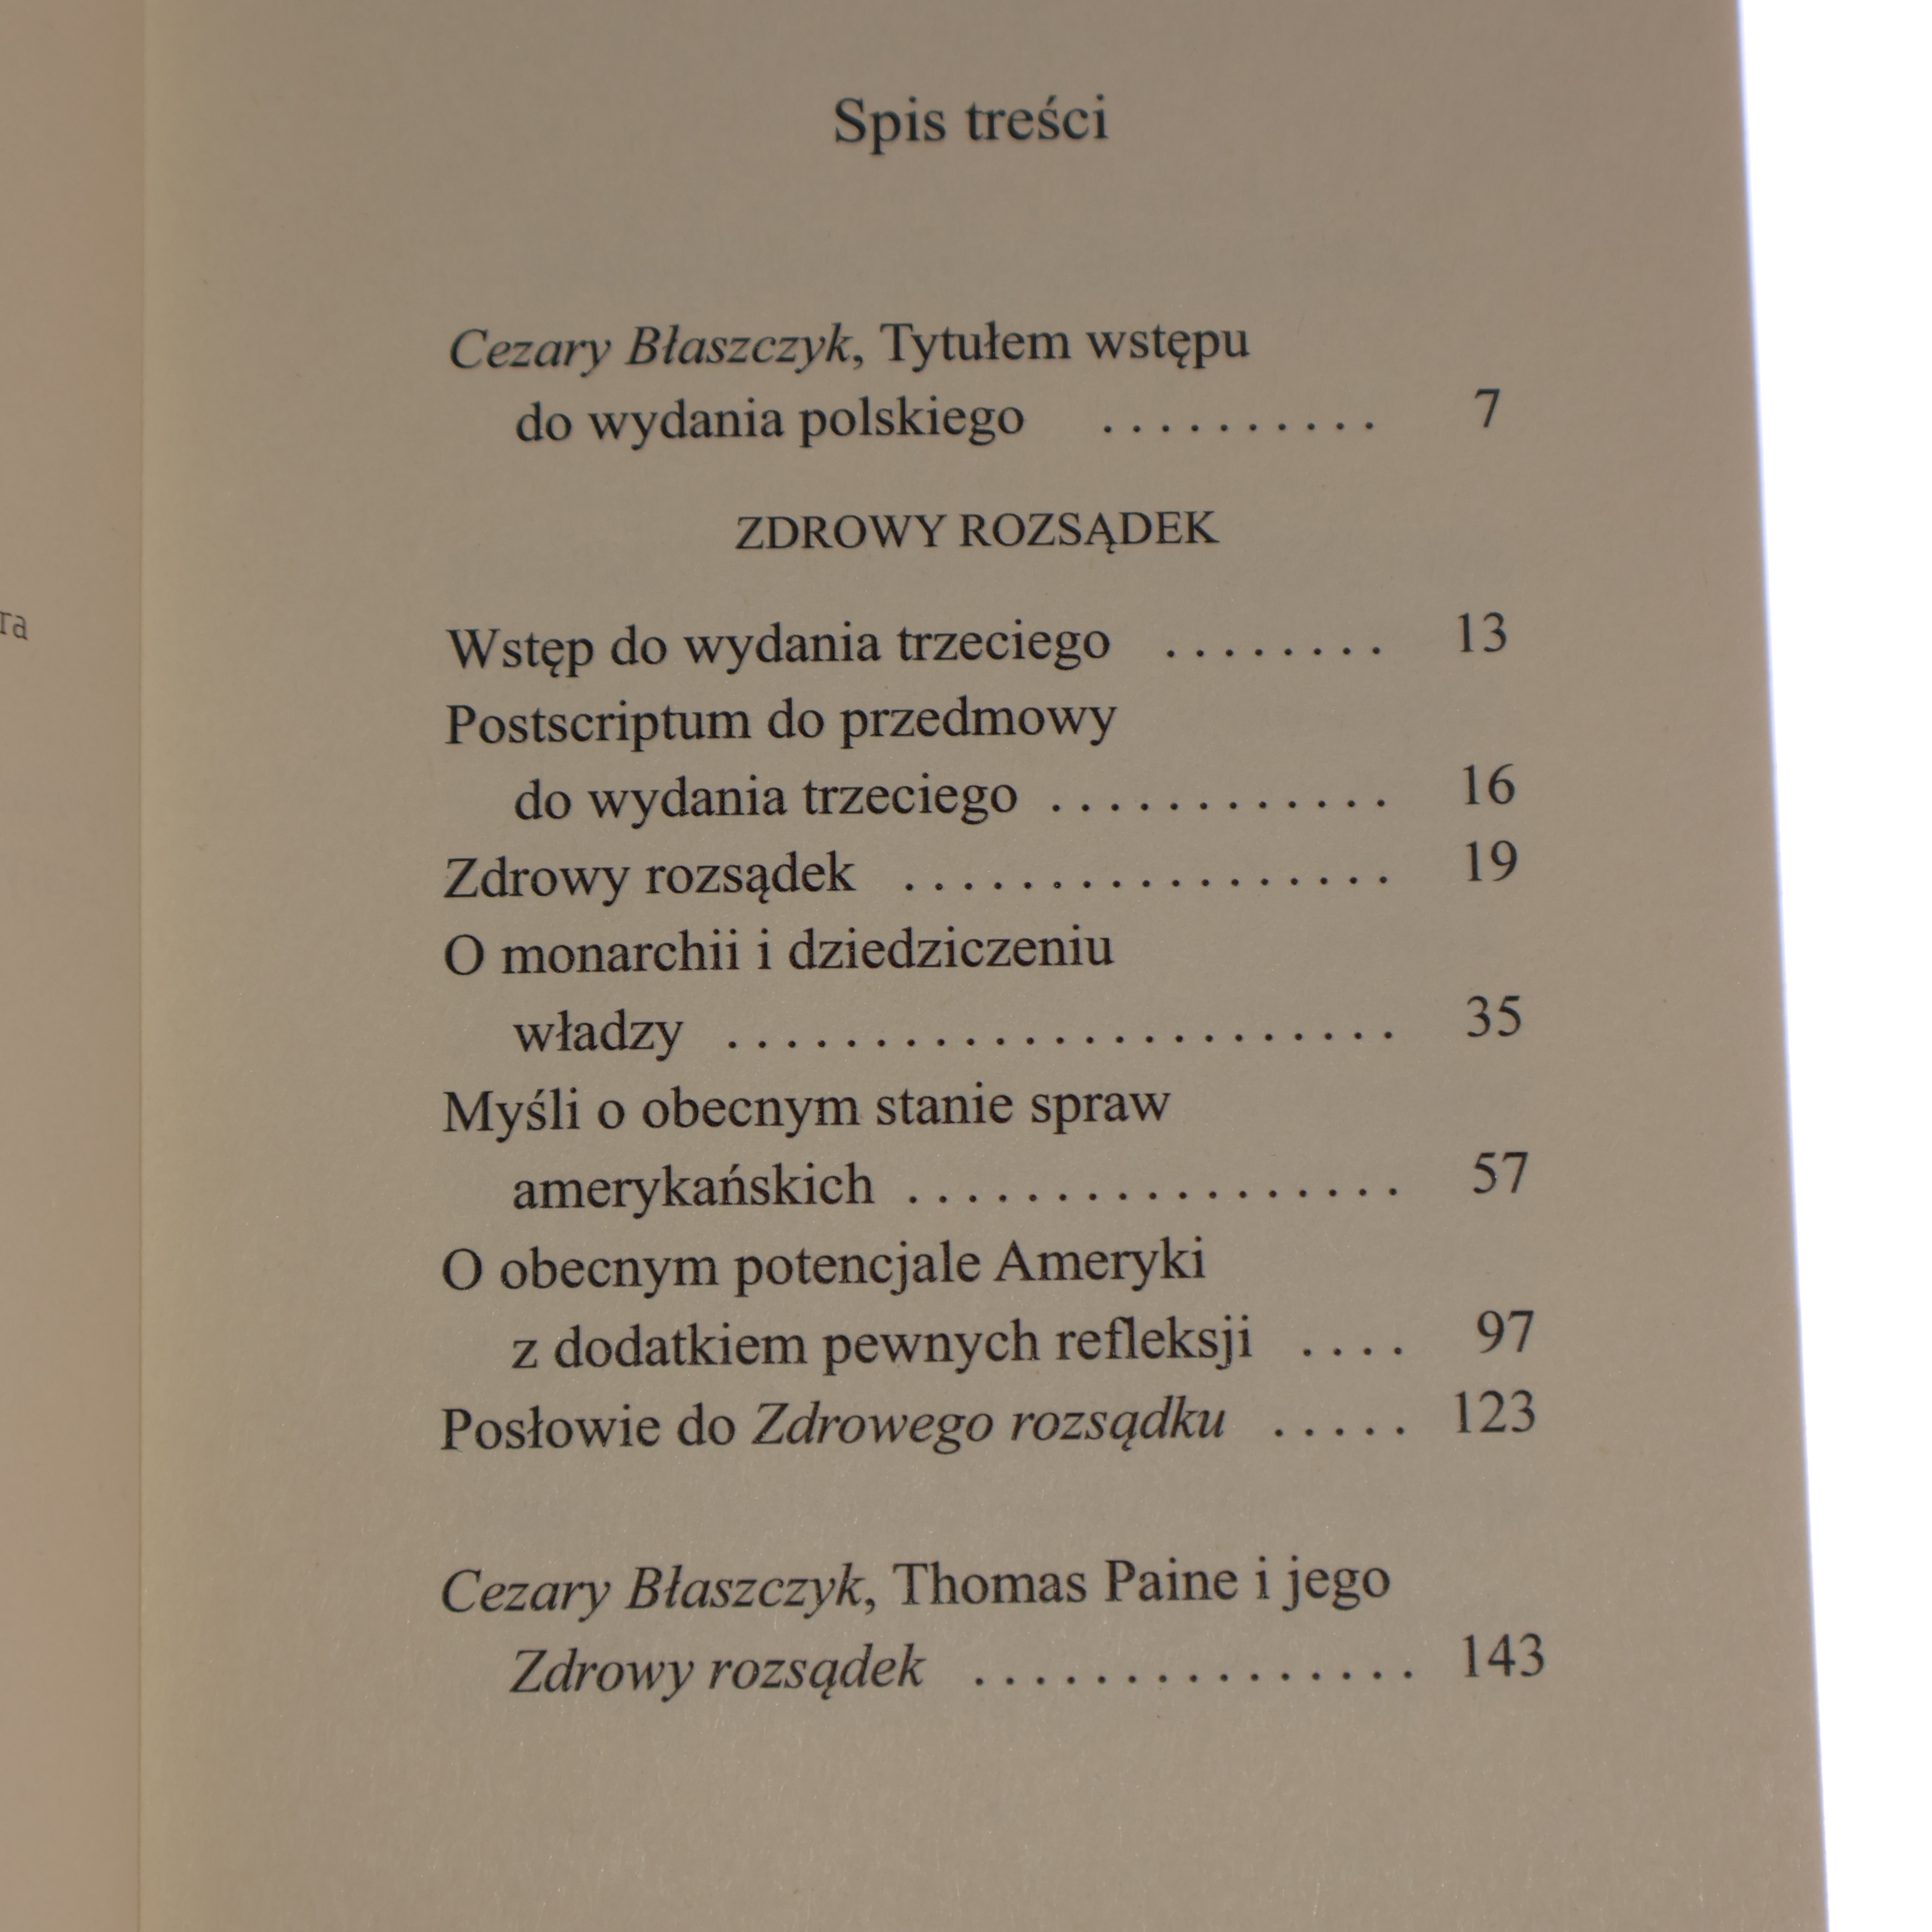 Spis treści
Cezary Błaszczyk, Tytułem wstępu
do wydania polskiego .......... 7
ZDROWY ROZSĄDEK
Wstęp do wydania trzeciego ........ 13
Postscriptum do przedmowy
do wydania trzeciego ............ 16
Zdrowy rozsądek ................. 19
O monarchii i dziedziczeniu
władzy ....................... 35
Myśli o obecnym stanie spraw
amerykańskich ................. 57
O obecnym potencjale Ameryki
z dodatkiem pewnych refleksji .... 97
Posłowie do Zdrowego rozsądku ..... 123
Cezary Błaszczyk, Thomas Paine i jego
Zdrowy rozsądek ............... 143